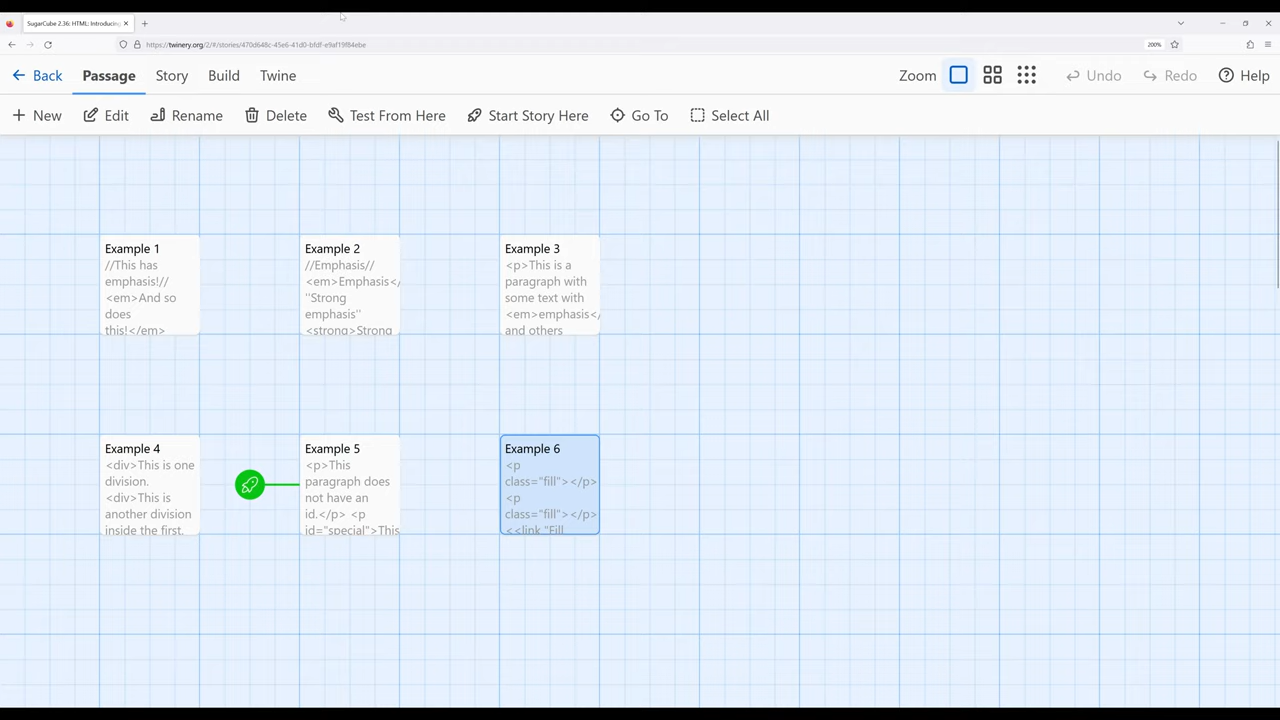 SugarCube 2.36: HTML: Introducing
https://twinery.org/2/#/stories/470d648c-45e6-41d0-bfdf-e9af19f84ebe
200%
Back
Passage
Story
Build
Twine
Zoom
Undo
Redo
Help
New
Edit
Rename
Delete
Test From Here
Start Story Here
Go To
Select All
Example 1
//This has
emphasis!//
<em>And so
does
this!</em>
Example 2
//Emphasis//
<em>Emphasis</
''Strong
emphasis''
<strong>Strong
Example 3
<p>This is a
paragraph with
some text with
<em>emphasis</
and others
Example 4
<div>This is one
division.
<div>This is
another division
inside the first.
Example 5
<p>This
paragraph does
not have an
id.</p> <p
id="special">This
Example 6
<p
class="fill"></p>
<p
class="fill"></p>
<<link "Fill